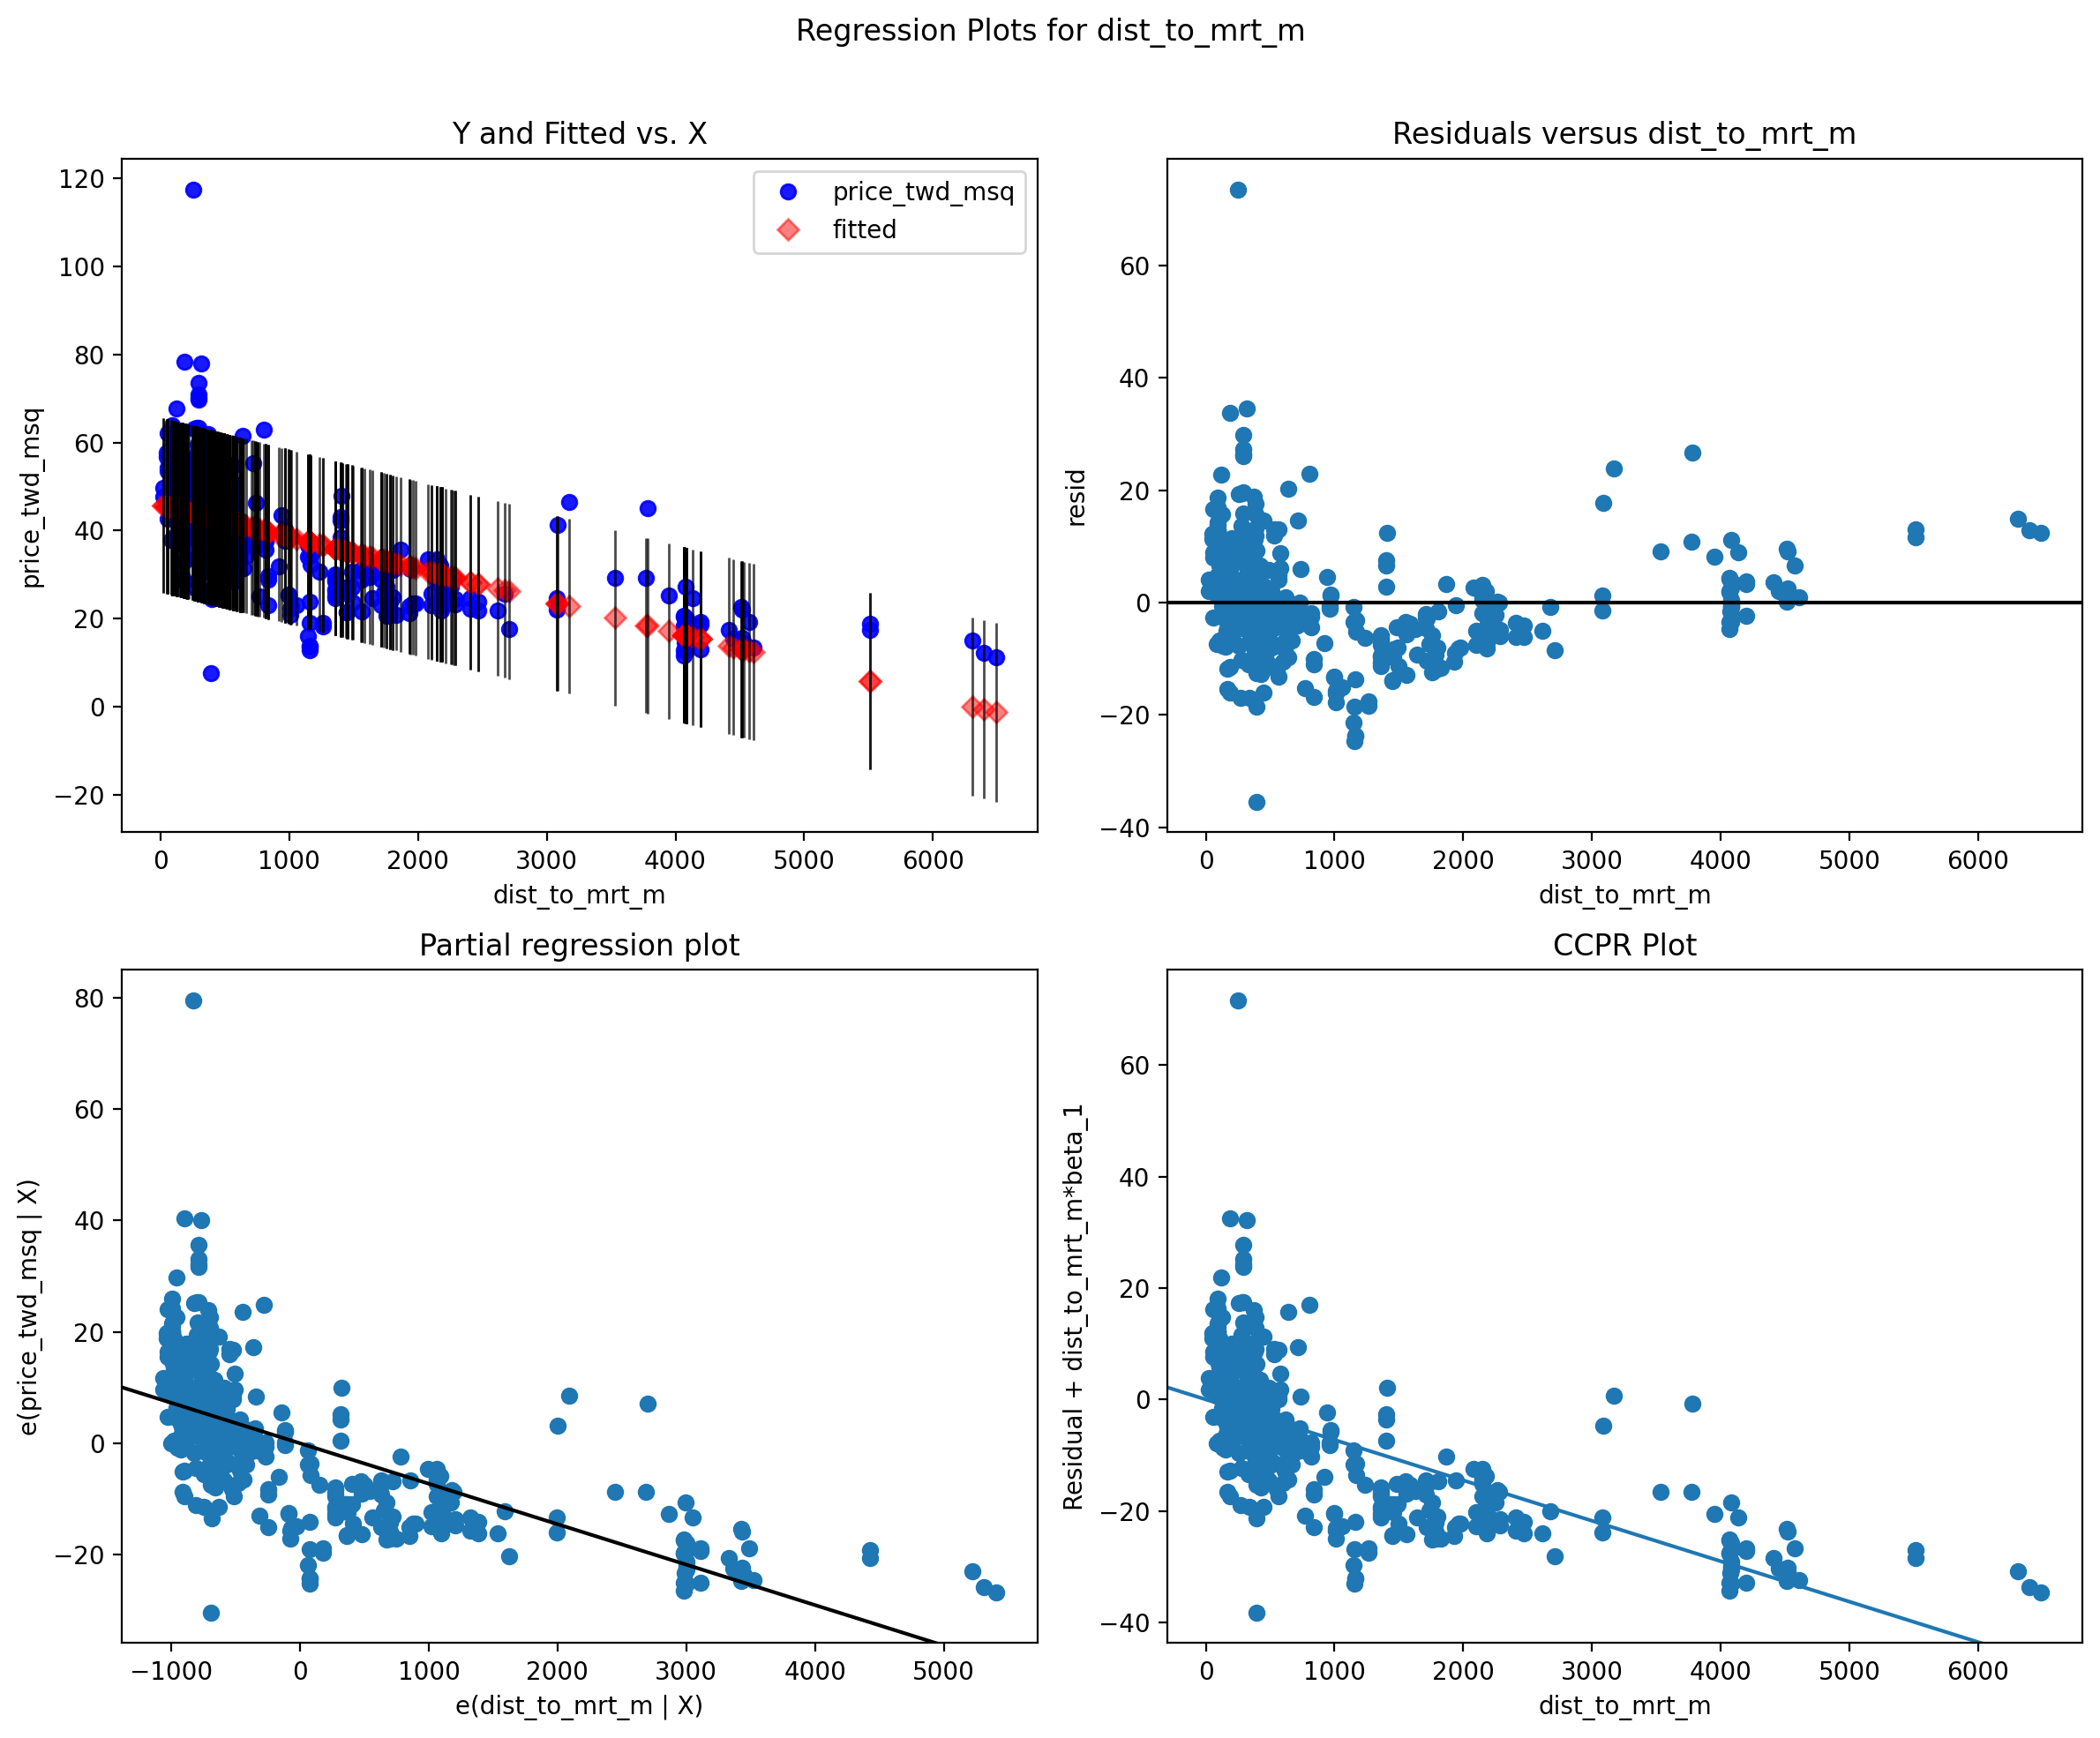 Regression Plots for dist_to_mrt_m
Y and Fitted vs. X
price_twd_msq
fitted
120
100
80
60
40
20
0
−20
price_twd_msq
0 1000 2000 3000 4000 5000 6000
dist_to_mrt_m
Residuals versus dist_to_mrt_m
60
40
20
0
−20
−40
resid
0 1000 2000 3000 4000 5000 6000
dist_to_mrt_m
Partial regression plot
80
60
40
20
0
−20
e(price_twd_msq | X)
−1000 0 1000 2000 3000 4000 5000
e(dist_to_mrt_m | X)
CCPR Plot
60
40
20
0
−20
−40
Residual + dist_to_mrt_m*beta_1
0 1000 2000 3000 4000 5000 6000
dist_to_mrt_m